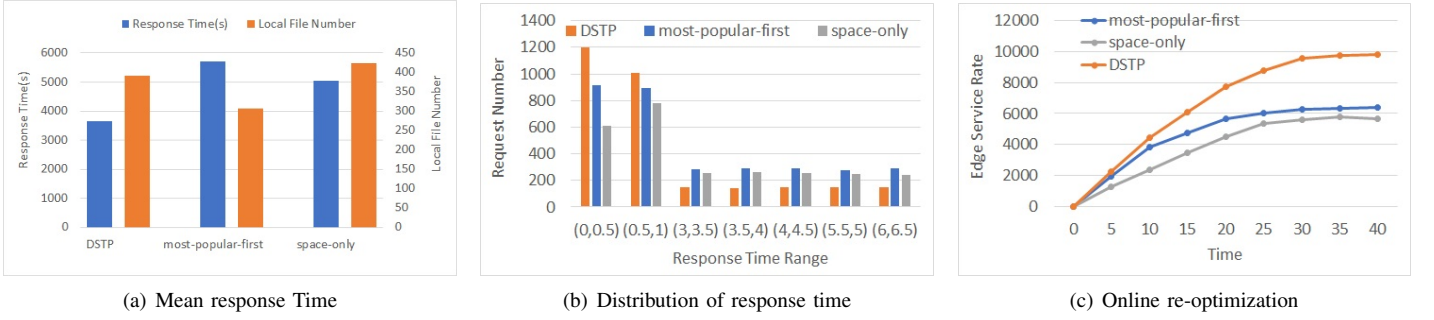 Response Time(s) Local File Number
6000
5000
4000
3000
2000
1000
0
Response Time(s)
450
400
350
300
250
200
150
100
50
0
Local File Number
DSTP most-popular-first space-only
(a) Mean response Time
1400
1200
1000
800
600
400
200
0
Request Number
DSTP most-popular-first space-only
(0,0.5) (0.5,1) (3,3.5) (3.5,4) (4,4.5) (5.5,5) (6,6.5)
Response Time Range
(b) Distribution of response time
12000
10000
8000
6000
4000
2000
0
Edge Service Rate
most-popular-first
space-only
DSTP
0 5 10 15 20 25 30 35 40
Time
(c) Online re-optimization